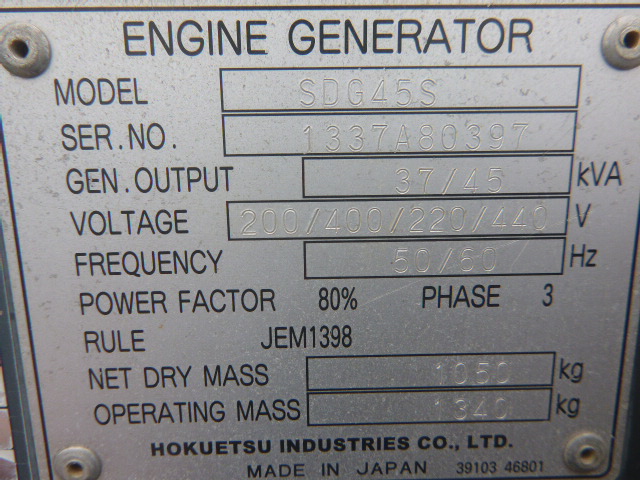 ENGINE GENERATOR
MODEL SDG45S
SER.NO. 1337A80397
GEN.OUTPUT 37/45 kVA
VOLTAGE 200/400/220/440 V
FREQUENCY 50/60 Hz
POWER FACTOR 80% PHASE 3
RULE JEM1398
NET DRY MASS 1050 kg
OPERATING MASS 1340 kg
HOKUETSU INDUSTRIES CO., LTD.
MADE IN JAPAN 39103 46801